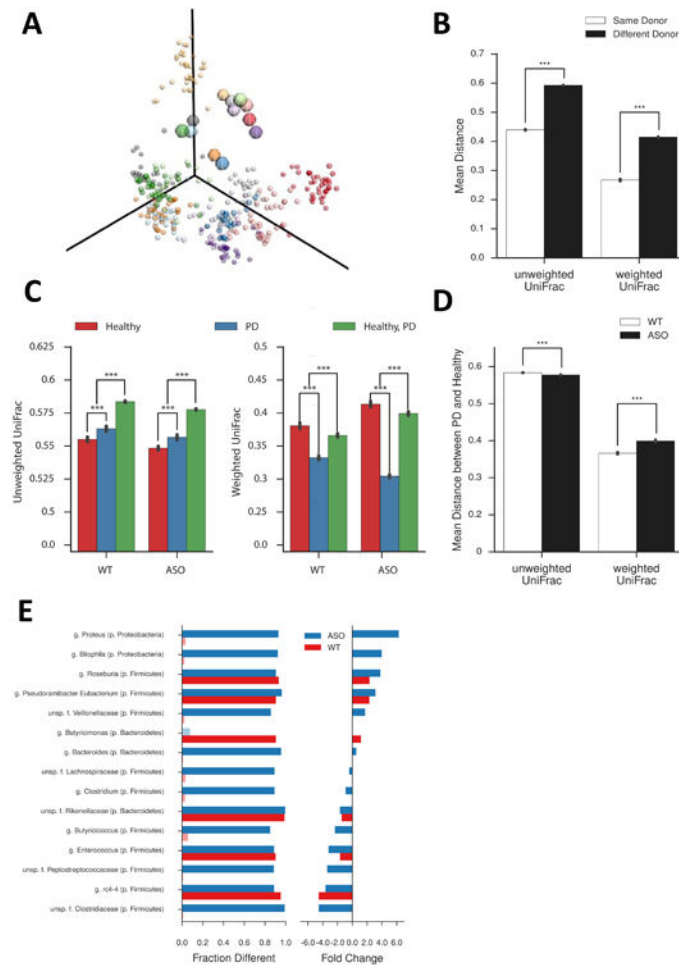 A
B
Same Donor
Different Donor
Mean Distance
0.7
0.6
0.5
0.4
0.3
0.2
0.1
0.0
***
***
unweighted
UniFrac
weighted
UniFrac
C
Healthy
PD
Healthy, PD
Unweighted UniFrac
0.625
0.6
0.575
0.55
0.525
0.5
0.0
***
***
***
***
WT
ASO
Weighted UniFrac
0.5
0.45
0.4
0.35
0.3
0.25
0.0
***
***
***
***
WT
ASO
D
WT
ASO
Mean Distance between PD and Healthy
0.6
0.4
0.3
0.2
0.1
0
***
***
unweighted
UniFrac
weighted
UniFrac
E
ASO
WT
g. Proteus (p. Proteobacteria)
g. Bilophila (p. Proteobacteria)
g. Roseburia (p. Firmicutes)
g. Pseudoramibacter Eubacterium (p. Firmicutes)
unsp. f. Veillonellaceae (p. Firmicutes)
g. Butyricimonas (p. Bacteroidetes)
g. Bacteroides (p. Bacteroidetes)
unsp. f. Lachnospiraceae (p. Firmicutes)
g. Clostridium (p. Firmicutes)
unsp. f. Rikenellaceae (p. Bacteroidetes)
g. Butyricicoccus (p. Firmicutes)
g. Enterococcus (p. Firmicutes)
unsp. f. Peptostreptococcaceae (p. Firmicutes)
g. rc4-4 (p. Firmicutes)
unsp. f. Clostridiaceae (p. Firmicutes)
0.0 0.2 0.4 0.6 0.8 1.0
Fraction Different
-6.0 -4.0 -2.0 0.0 2.0 4.0 6.0
Fold Change